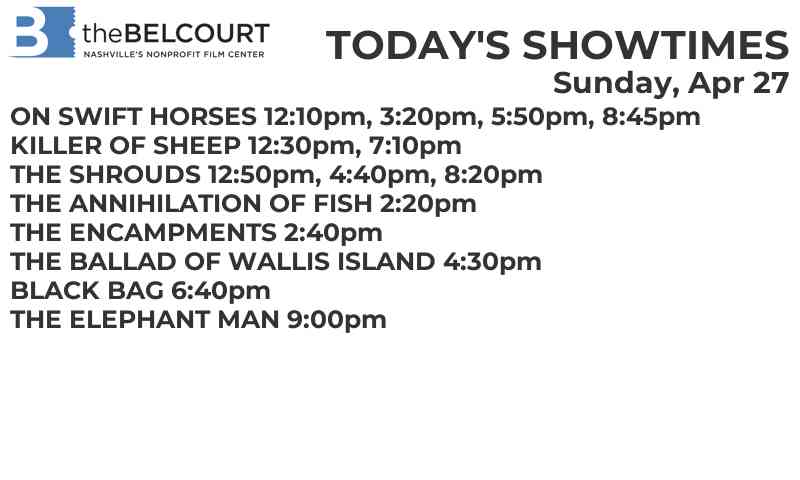 B theBELCOURT
NASHVILLE'S NONPROFIT FILM CENTER
TODAY'S SHOWTIMES
Sunday, Apr 27
ON SWIFT HORSES 12:10pm, 3:20pm, 5:50pm, 8:45pm
KILLER OF SHEEP 12:30pm, 7:10pm
THE SHROUDS 12:50pm, 4:40pm, 8:20pm
THE ANNIHILATION OF FISH 2:20pm
THE ENCAMPMENTS 2:40pm
THE BALLAD OF WALLIS ISLAND 4:30pm
BLACK BAG 6:40pm
THE ELEPHANT MAN 9:00pm